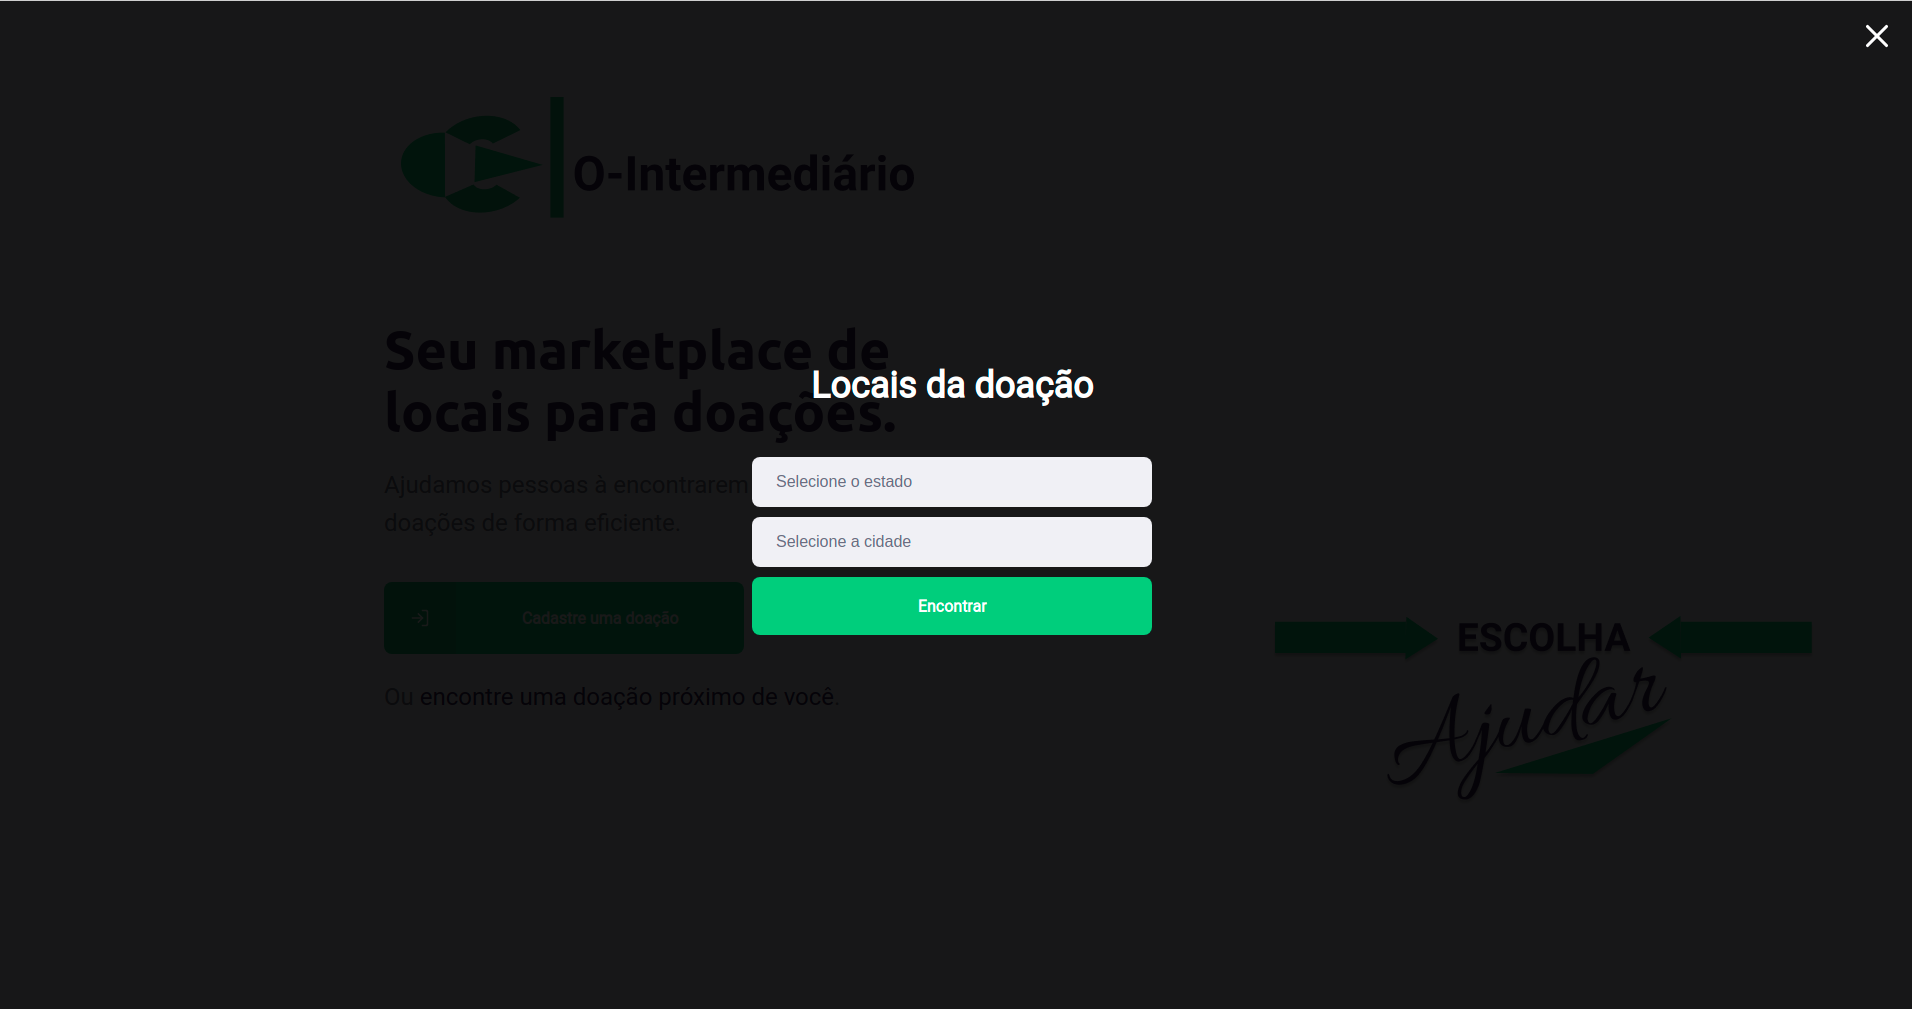 O-Intermediário
Seu marketplace de
locais para doações.
Ajudamos pessoas à encontrarem
doações de forma eficiente.
Cadastre uma doação
Ou encontre uma doação próximo de você.
Locais da doação
Selecione o estado
Selecione a cidade
Encontrar
ESCOLHA
Ajudar